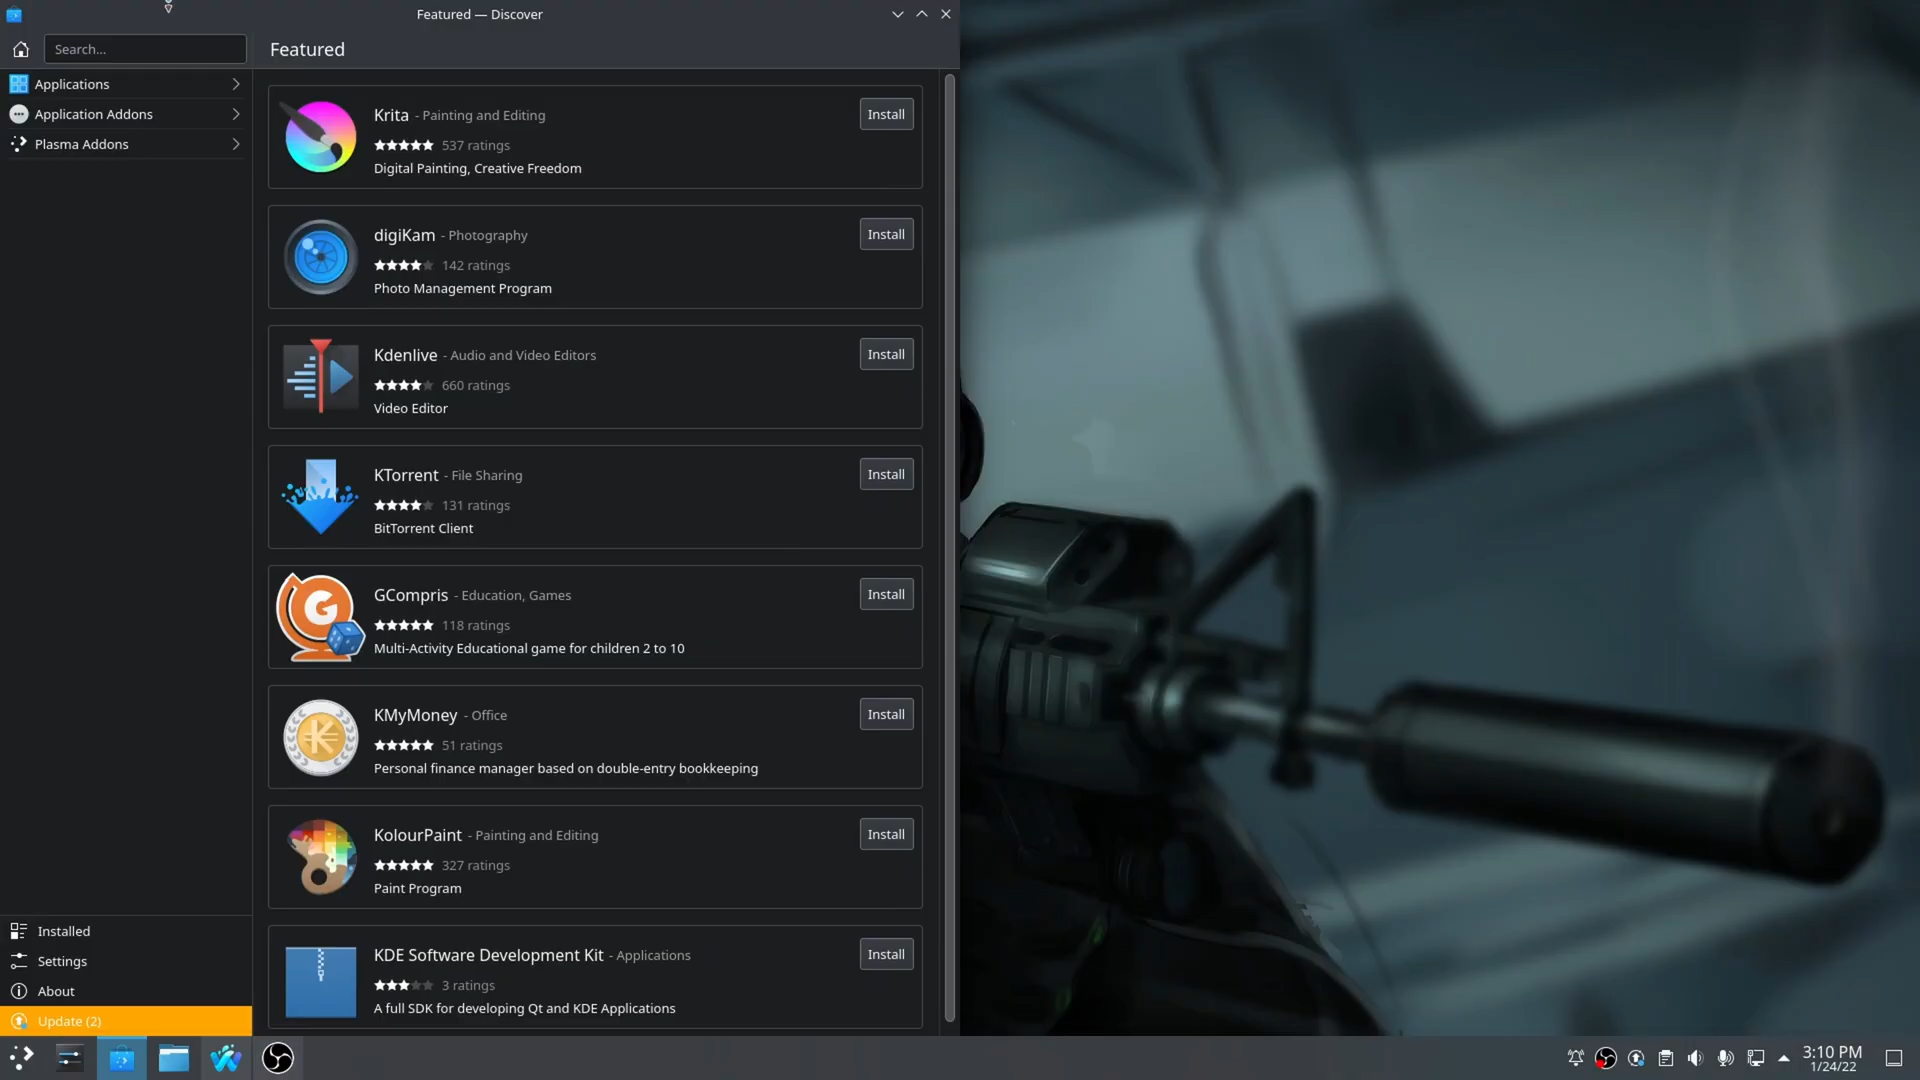 Featured — Discover
Search...
Featured
Applications
Application Addons
Plasma Addons
Krita - Painting and Editing
Install
537 ratings
Digital Painting, Creative Freedom
digiKam - Photography
Install
142 ratings
Photo Management Program
Kdenlive - Audio and Video Editors
Install
660 ratings
Video Editor
KTorrent - File Sharing
Install
131 ratings
BitTorrent Client
GCompris - Education, Games
Install
118 ratings
Multi-Activity Educational game for children 2 to 10
KMyMoney - Office
Install
51 ratings
Personal finance manager based on double-entry bookkeeping
KolourPaint - Painting and Editing
Install
327 ratings
Paint Program
KDE Software Development Kit - Applications
Install
3 ratings
A full SDK for developing Qt and KDE Applications
Installed
Settings
About
Update (2)
3:10 PM
1/24/22